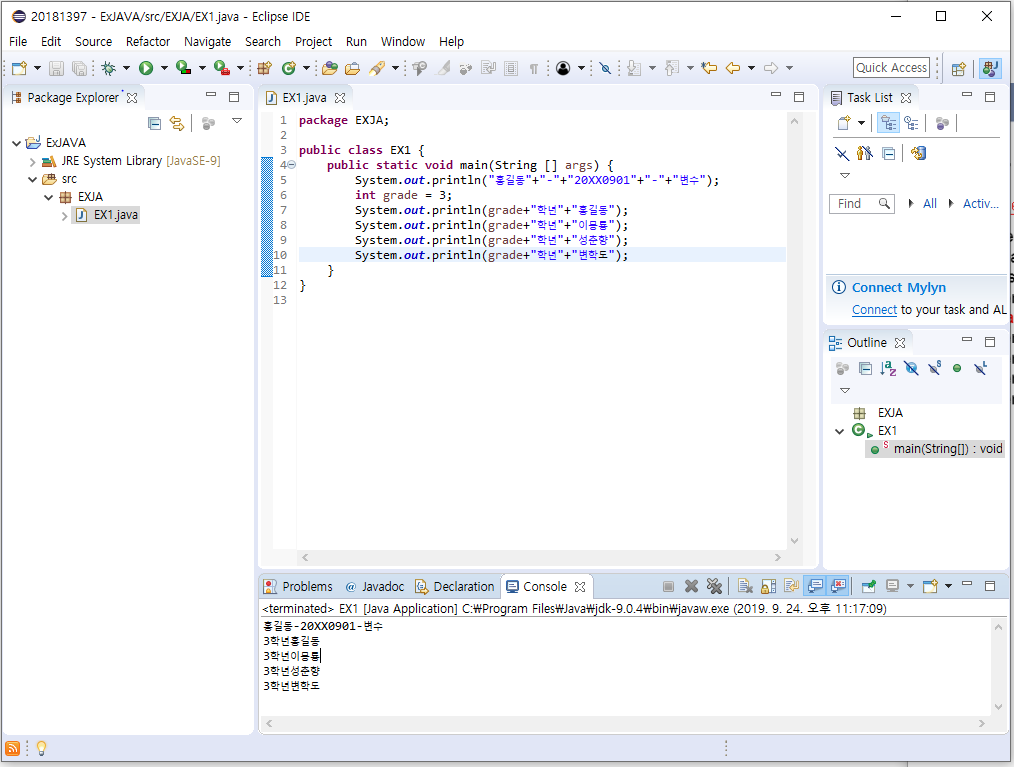 20181397 - ExJAVA/src/EXJA/EX1.java - Eclipse IDE
File Edit Source Refactor Navigate Search Project Run Window Help
Quick Access
Package Explorer
ExJAVA
JRE System Library [JavaSE-9]
src
EXJA
EX1.java
EX1.java
1 package EXJA;
2
3 public class EX1 {
4 public static void main(String [] args) {
5 System.out.println("홍길동"+"-"+"20XX0901"+"-"+"변수");
6 int grade = 3;
7 System.out.println(grade+"학년"+"홍길동");
8 System.out.println(grade+"학년"+"이몽룡");
9 System.out.println(grade+"학년"+"성춘향");
10 System.out.println(grade+"학년"+"변학도");
11 }
12 }
13
Task List
Find All Activ...
Connect Mylyn
Connect to your task and AL
Outline
EXJA
EX1
main(String[]) : void
Problems @ Javadoc Declaration Console
<terminated> EX1 [Java Application] C:₩Program Files₩Java₩jdk-9.0.4₩bin₩javaw.exe (2019. 9. 24. 오후 11:17:09)
홍길동-20XX0901-변수
3학년홍길동
3학년이몽룡
3학년성춘향
3학년변학도